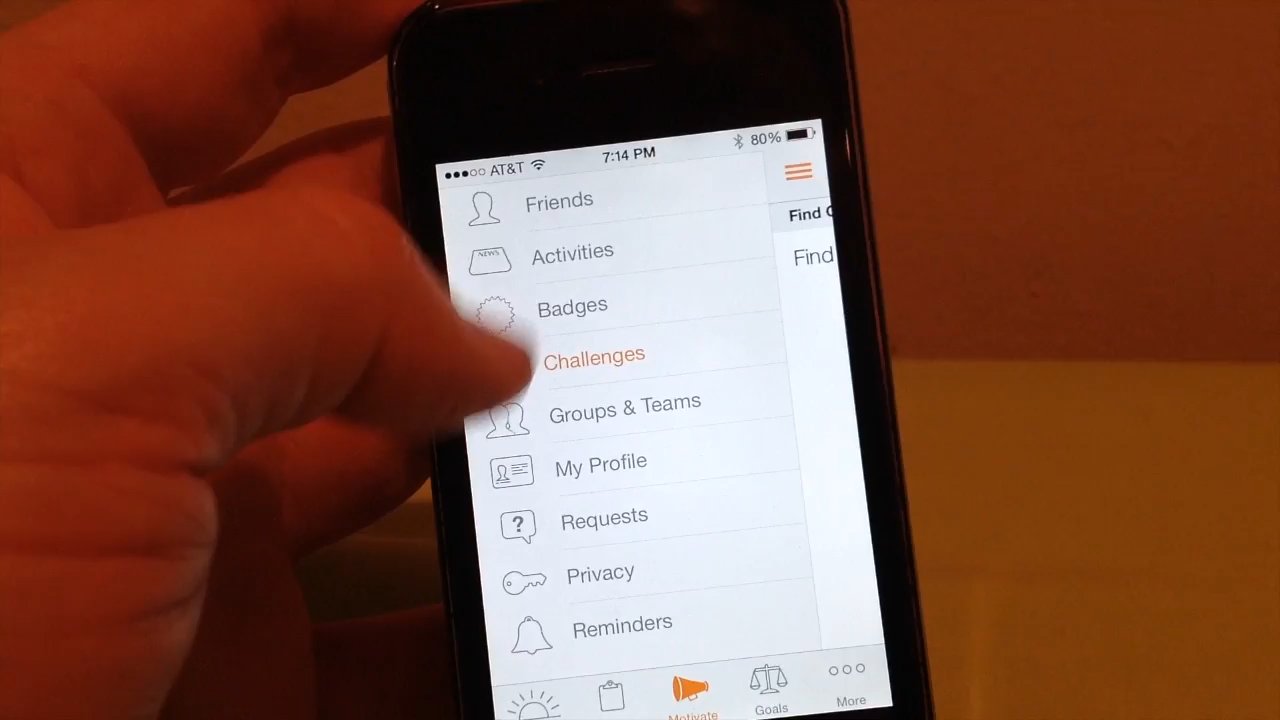 AT&T 7:14 PM 80%
Friends
Find
Activities
NEWS
Find
Badges
Challenges
Groups & Teams
My Profile
?
Requests
Privacy
Reminders
Motivate Goals More